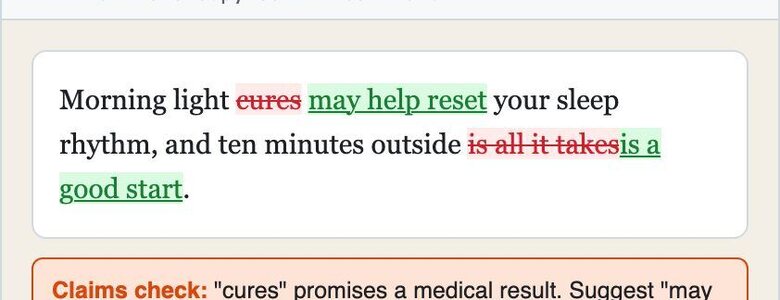 Morning light cures may help reset your sleep
rhythm, and ten minutes outside is all it takesis a
good start.
Claims check: "cures" promises a medical result. Suggest "may